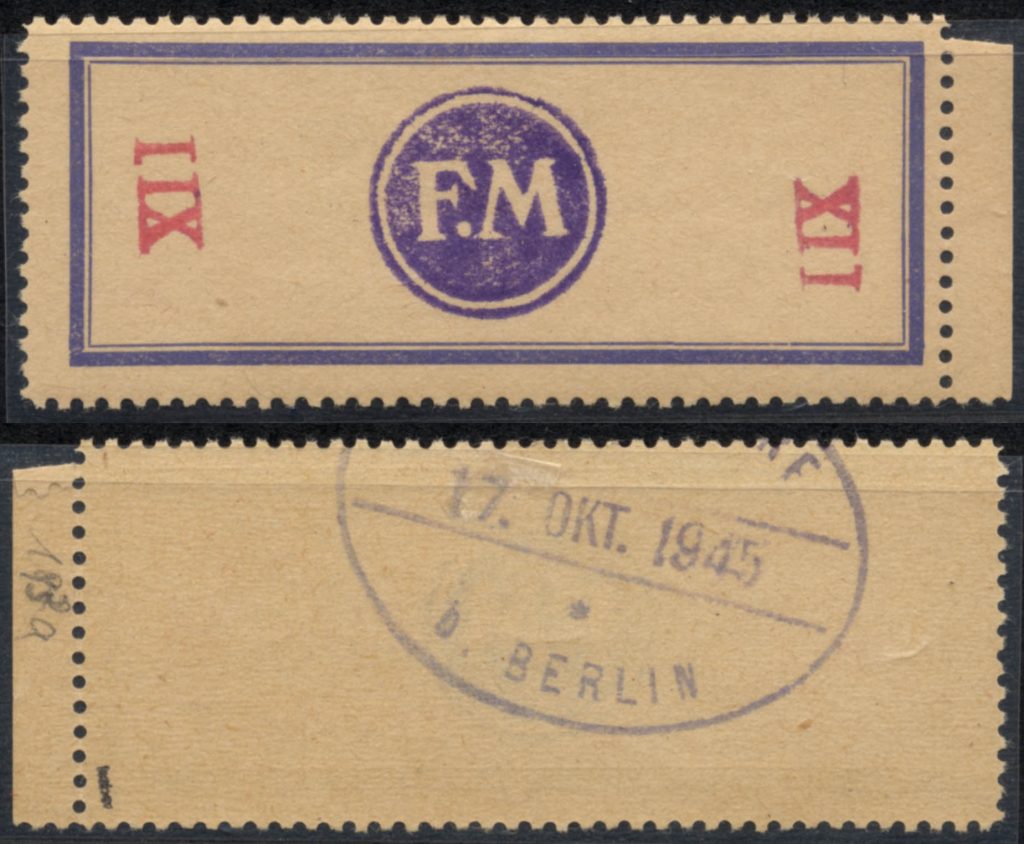 XII
F.M
XII
17. OKT. 1945
*
b. BERLIN